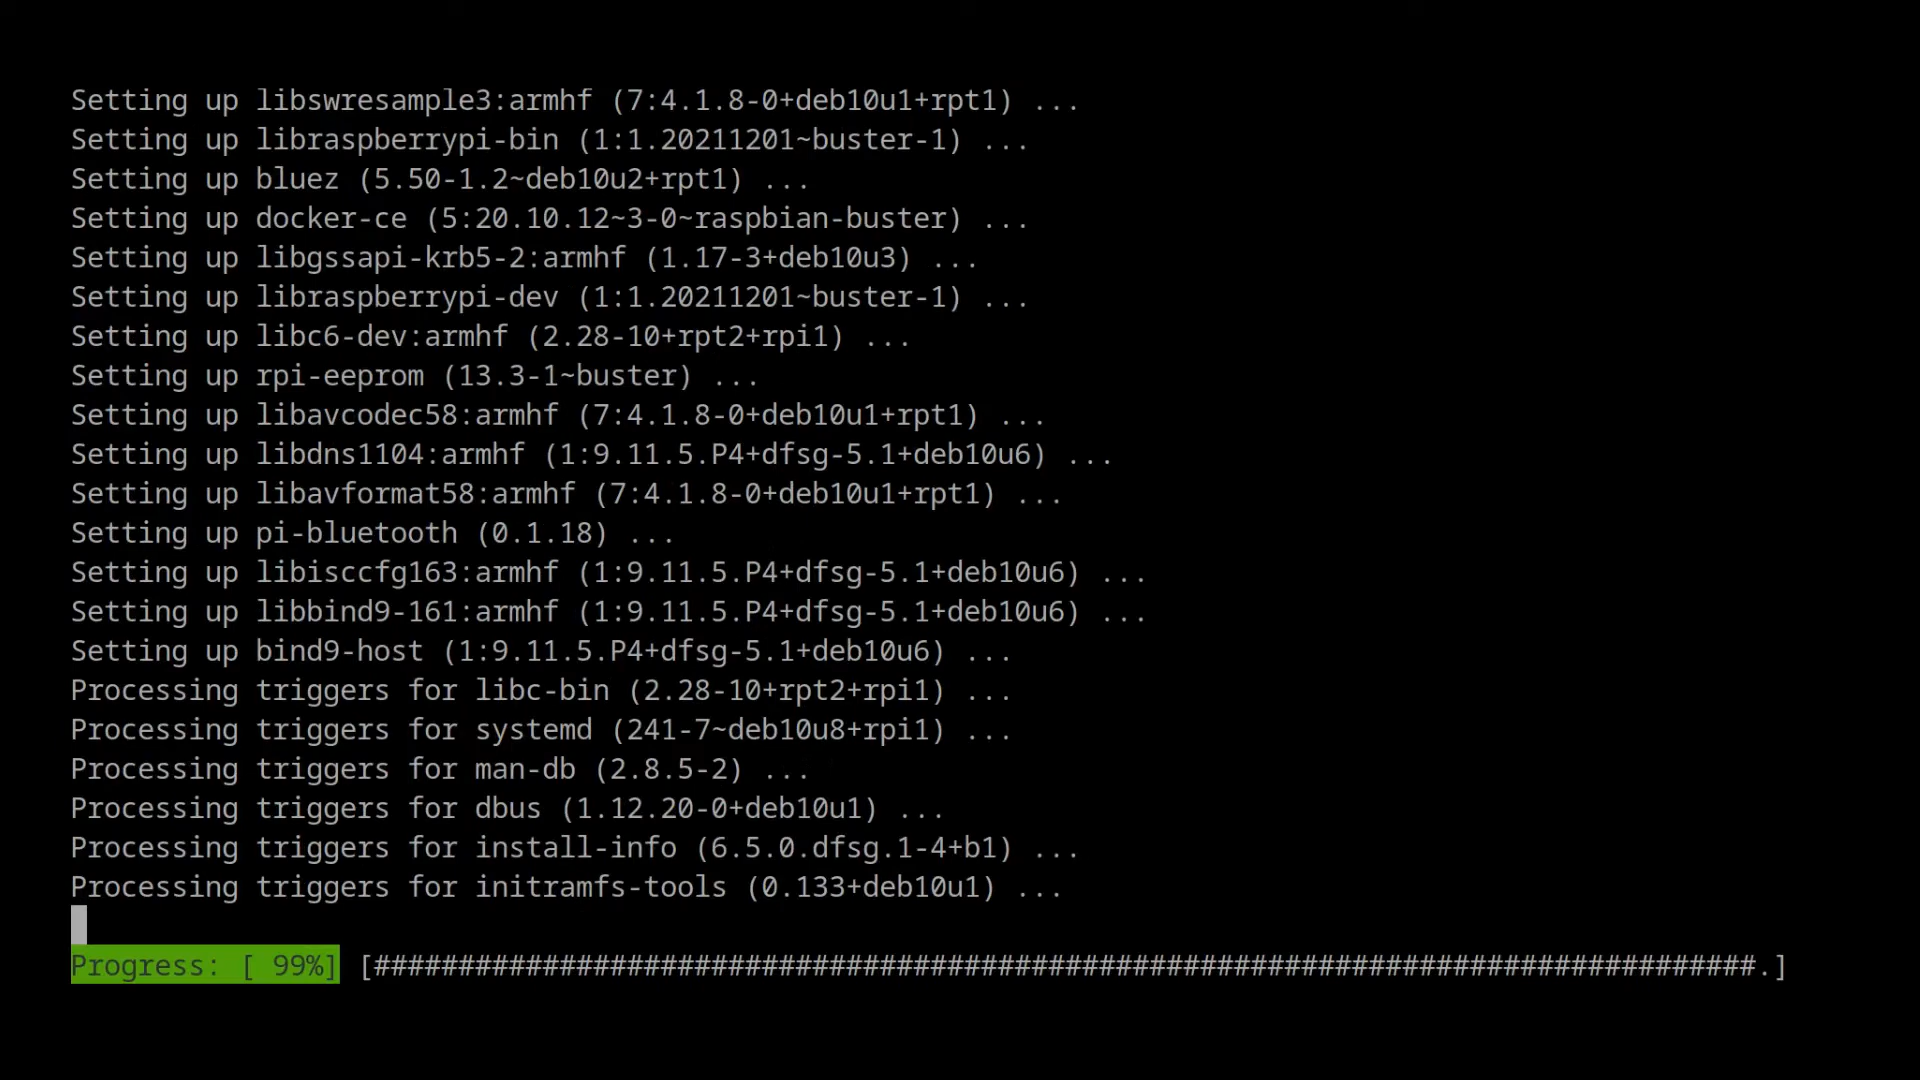 Setting up libswresample3:armhf (7:4.1.8-0+deb10u1+rpt1) ...
Setting up libraspberrypi-bin (1:1.20211201~buster-1) ...
Setting up bluez (5.50-1.2~deb10u2+rpt1) ...
Setting up docker-ce (5:20.10.12~3-0~raspbian-buster) ...
Setting up libgssapi-krb5-2:armhf (1.17-3+deb10u3) ...
Setting up libraspberrypi-dev (1:1.20211201~buster-1) ...
Setting up libc6-dev:armhf (2.28-10+rpt2+rpi1) ...
Setting up rpi-eeprom (13.3-1~buster) ...
Setting up libavcodec58:armhf (7:4.1.8-0+deb10u1+rpt1) ...
Setting up libdns1104:armhf (1:9.11.5.P4+dfsg-5.1+deb10u6) ...
Setting up libavformat58:armhf (7:4.1.8-0+deb10u1+rpt1) ...
Setting up pi-bluetooth (0.1.18) ...
Setting up libisccfg163:armhf (1:9.11.5.P4+dfsg-5.1+deb10u6) ...
Setting up libbind9-161:armhf (1:9.11.5.P4+dfsg-5.1+deb10u6) ...
Setting up bind9-host (1:9.11.5.P4+dfsg-5.1+deb10u6) ...
Processing triggers for libc-bin (2.28-10+rpt2+rpi1) ...
Processing triggers for systemd (241-7~deb10u8+rpi1) ...
Processing triggers for man-db (2.8.5-2) ...
Processing triggers for dbus (1.12.20-0+deb10u1) ...
Processing triggers for install-info (6.5.0.dfsg.1-4+b1) ...
Processing triggers for initramfs-tools (0.133+deb10u1) ...
Progress: [ 99%] [##################################################################################.]